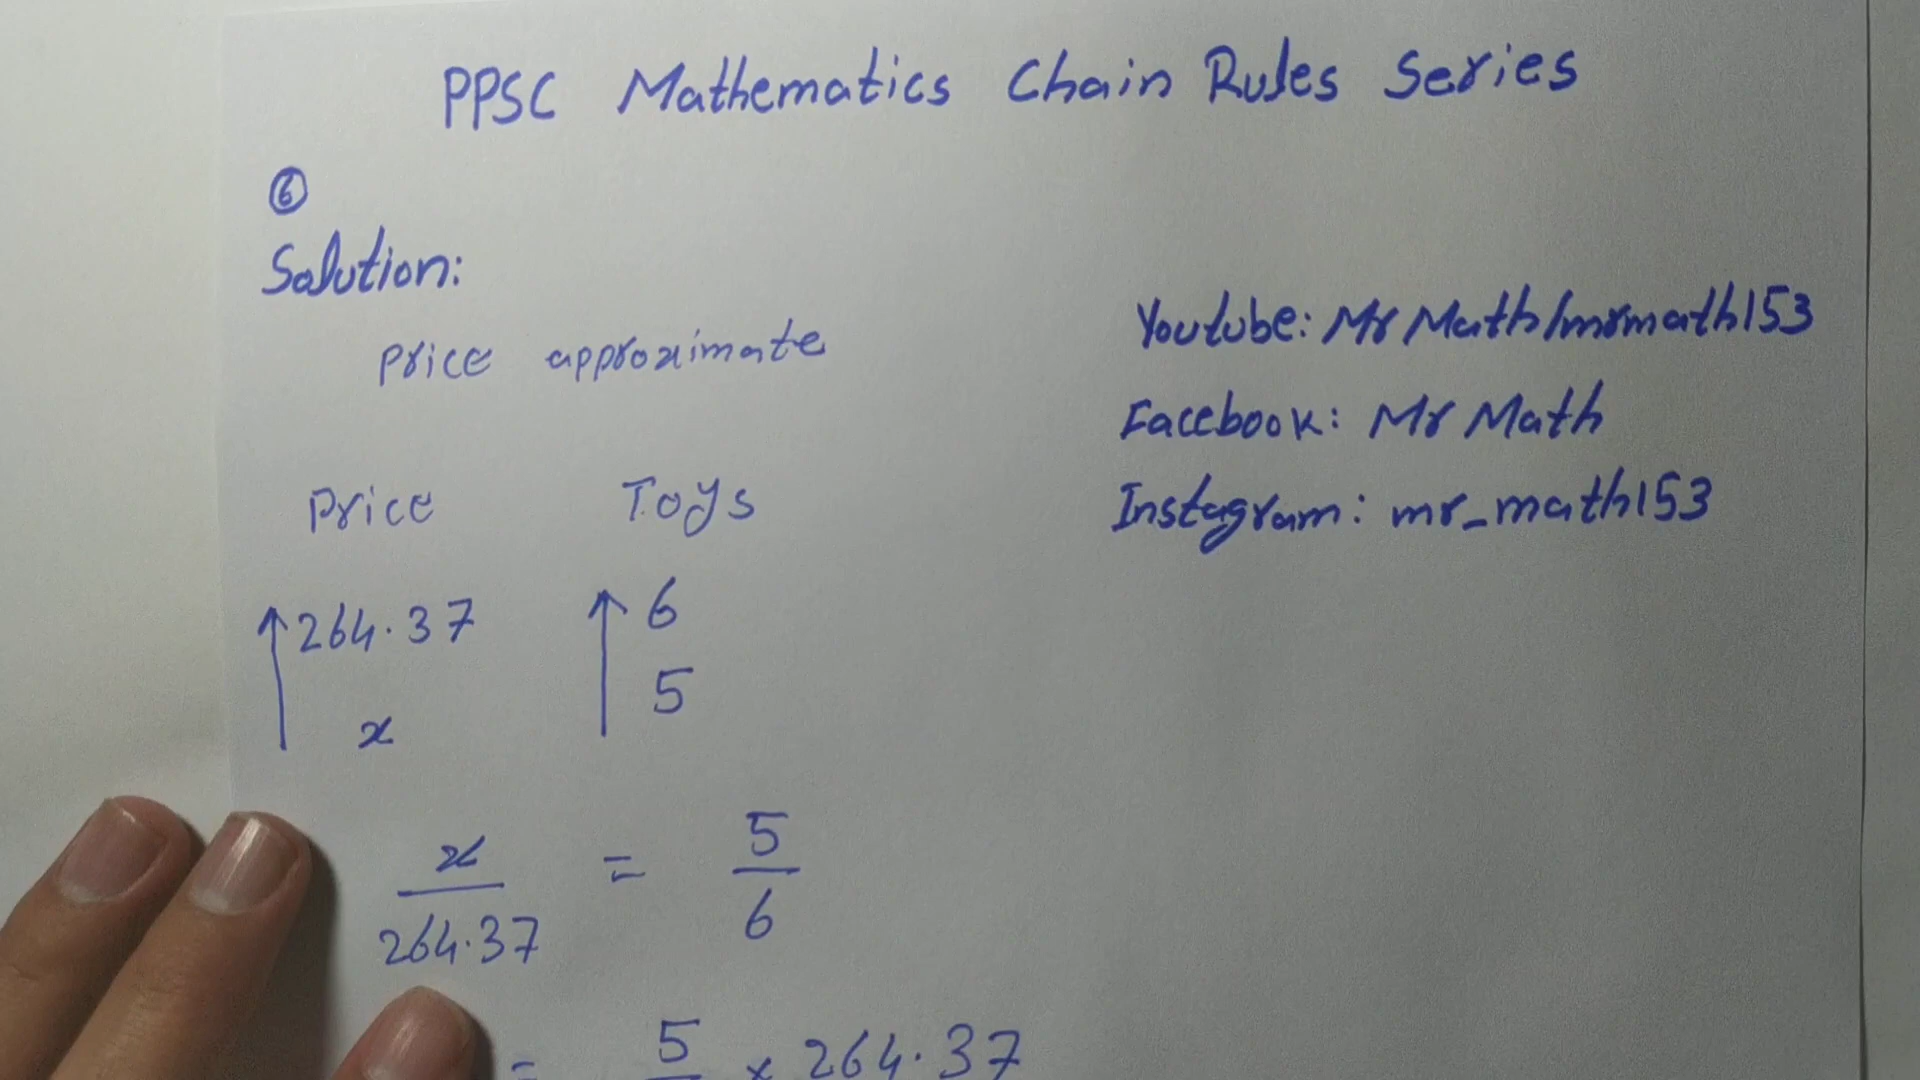 PPSC Mathematics Chain Rules Series
6
Solution:
Price approximate
Youtube: Mr Math/mrmath153
Facebook: Mr Math
Instagram: mr_math153
Price Toys
264.37 6
x 5
x = 5
264.37 6
= 5 × 264.37